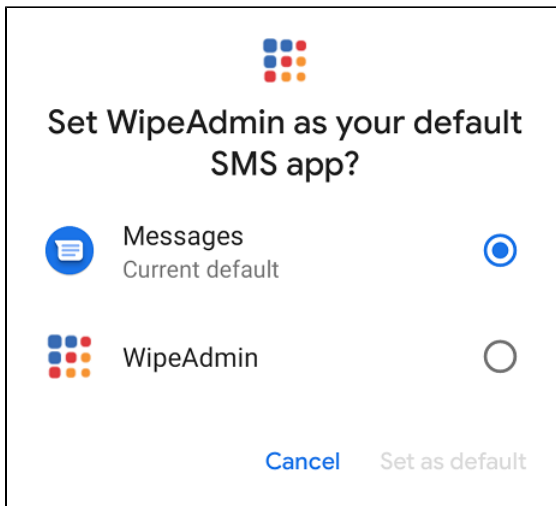 Set WipeAdmin as your default
SMS app?
Messages
Current default
WipeAdmin
Cancel Set as default